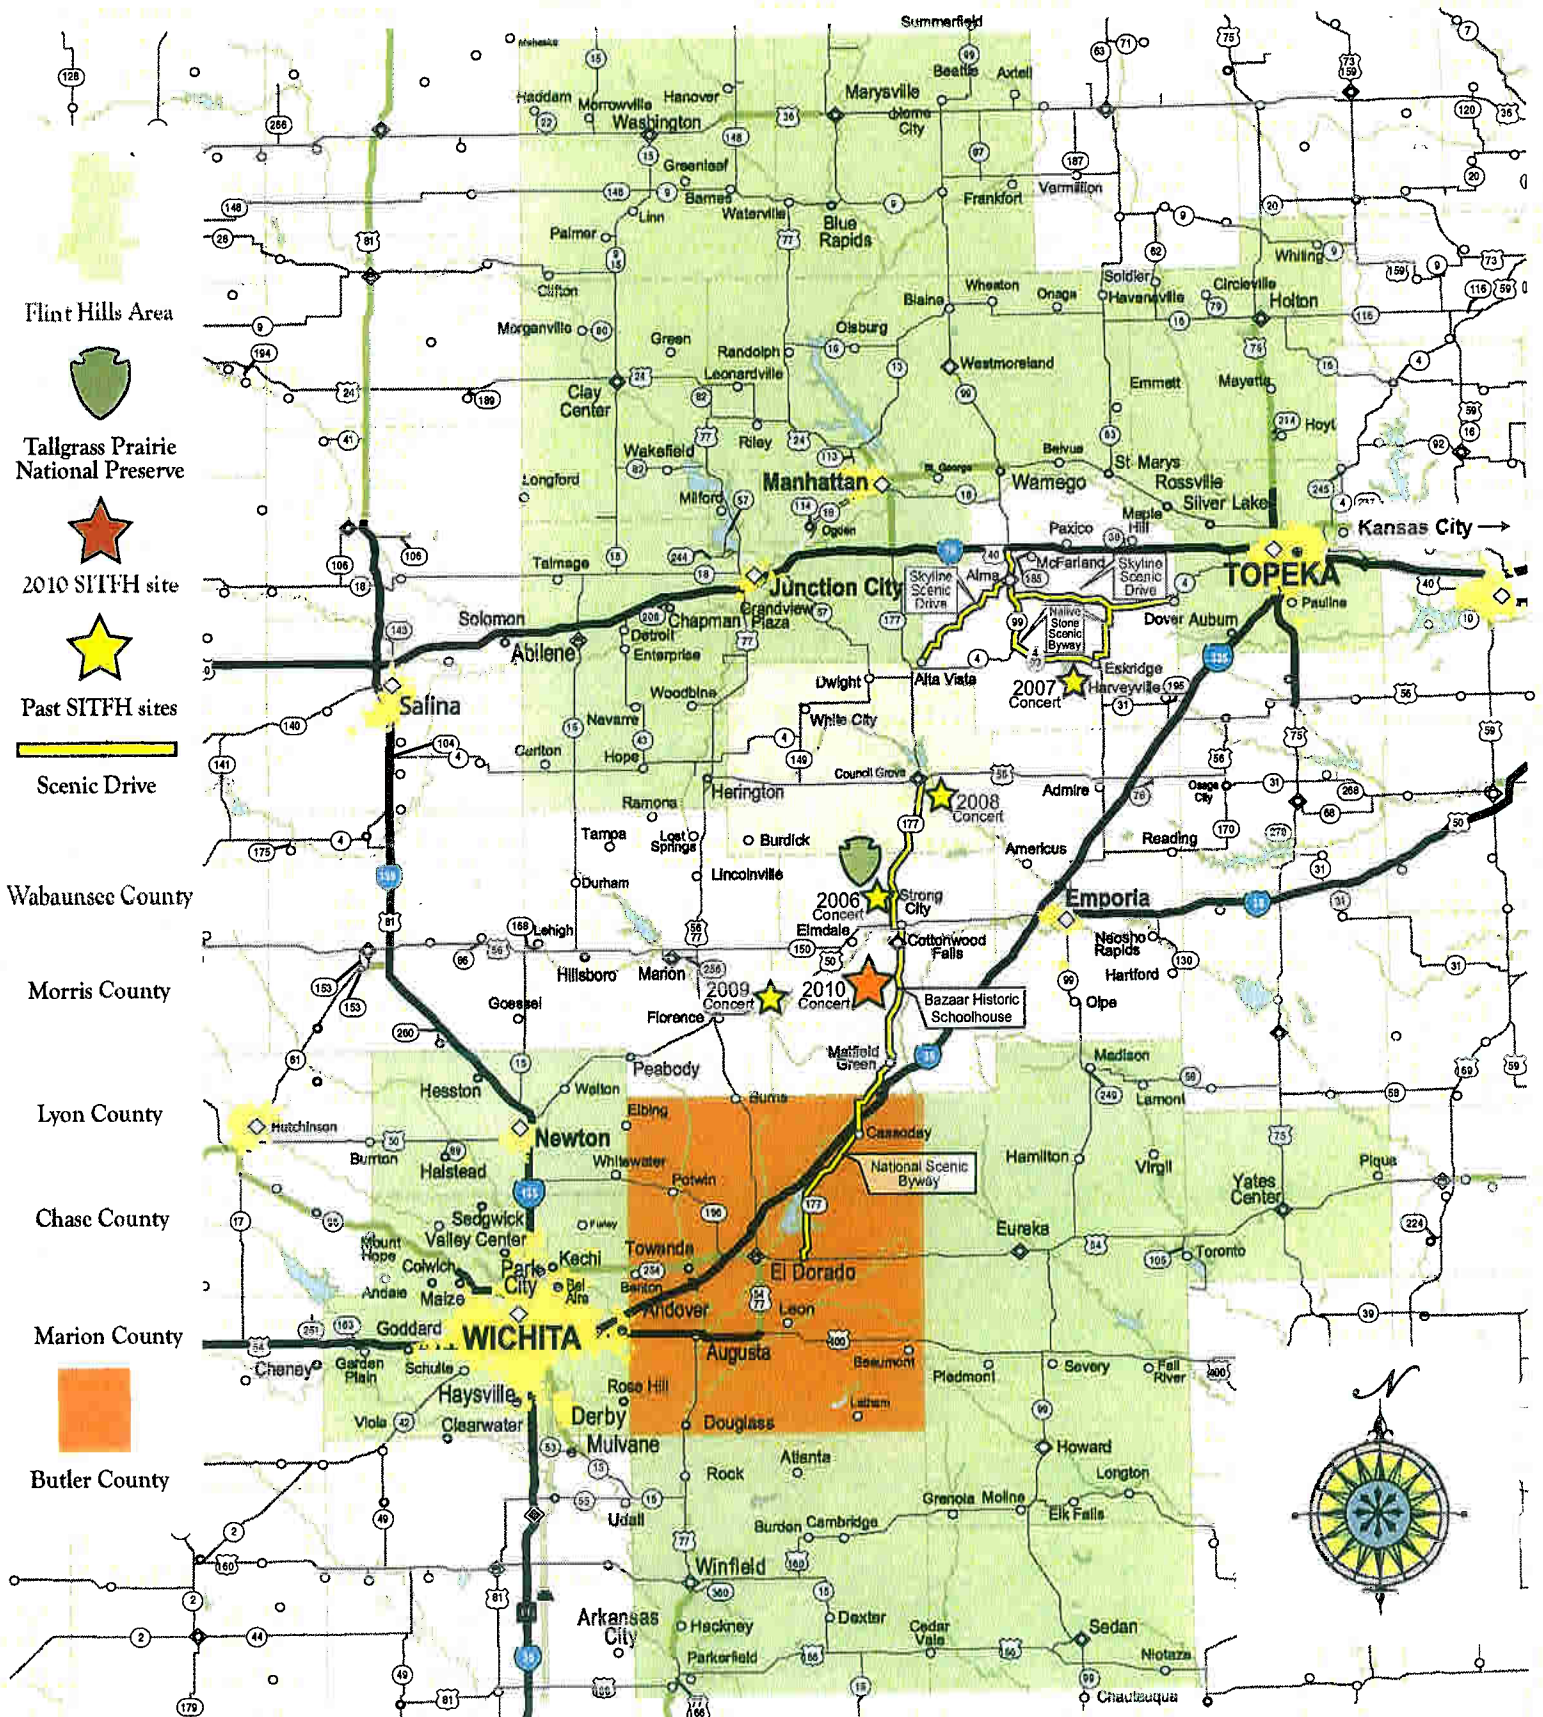 Flint Hills Area
Tallgrass Prairie
National Preserve
2010 SITFH site
Past SITFH sites
Scenic Drive
Wabaunsee County
Morris County
Lyon County
Chase County
Marion County
Butler County
Summerfield
Mahaska
Beattie
Axtell
Haddam
Morrowville
Hanover
Marysville
Washington
Home
City
Greenleaf
Barnes
Waterville
Blue
Rapids
Frankfort
Vermillion
Linn
Palmer
Whiting
Clifton
Soldier
Circleville
Wheaton
Onaga
Havensville
Holton
Blaine
Morganville
Green
Olsburg
Randolph
Leonardville
Westmoreland
Emmett
Mayetta
Clay
Center
Riley
Hoyt
Wakefield
Belvue
St Marys
Longford
Manhattan
St. George
Wamego
Rossville
Milford
Silver Lake
Ogden
Maple
Hill
Paxico
Kansas City
McFarland
Talmage
Alma
Skyline
Scenic
Drive
Skyline
Scenic
Drive
TOPEKA
Junction City
Grandview
Plaza
Chapman
Solomon
Detroit
Enterprise
Abilene
Native
Stone
Scenic
Byway
Dover
Auburn
Pauline
Eskridge
Harveyville
2007
Concert
Alta Vista
Dwight
Woodbine
White City
Salina
Navarre
Carlton
Hope
Herington
Council Grove
2008
Concert
Admire
Osage
City
Ramona
Tampa
Lost
Springs
Burdick
Americus
Reading
Durham
Lincolnville
2006
Concert
Strong
City
Emporia
Lehigh
Elmdale
Cottonwood
Falls
Neosho
Rapids
Hartford
Hillsboro
Marion
2009
Concert
2010
Concert
Bazaar Historic
Schoolhouse
Olpe
Goessel
Florence
Matfield
Green
Madison
Peabody
Hesston
Walton
Burns
Lamont
Elbing
Hutchinson
Newton
Cassoday
Burrton
Halstead
Whitewater
Potwin
National Scenic
Byway
Hamilton
Virgil
Piqua
Yates
Center
Sedgwick
Valley Center
Furley
Mount
Hope
Colwich
Park
City
Kechi
Towanda
Eureka
Toronto
Andale
Maize
Bel
Aire
Benton
El Dorado
Andover
Leon
Goddard
WICHITA
Augusta
Cheney
Garden
Plain
Schulte
Beaumont
Piedmont
Severy
Fall
River
Haysville
Rose Hill
Latham
Viola
Clearwater
Derby
Douglass
Mulvane
Howard
Rock
Atlanta
Longton
Udall
Grenola
Moline
Elk Falls
Burden
Cambridge
Winfield
Arkansas
City
Hackney
Dexter
Cedar
Vale
Sedan
Parkerfield
Niotaze
Chautauqua
N